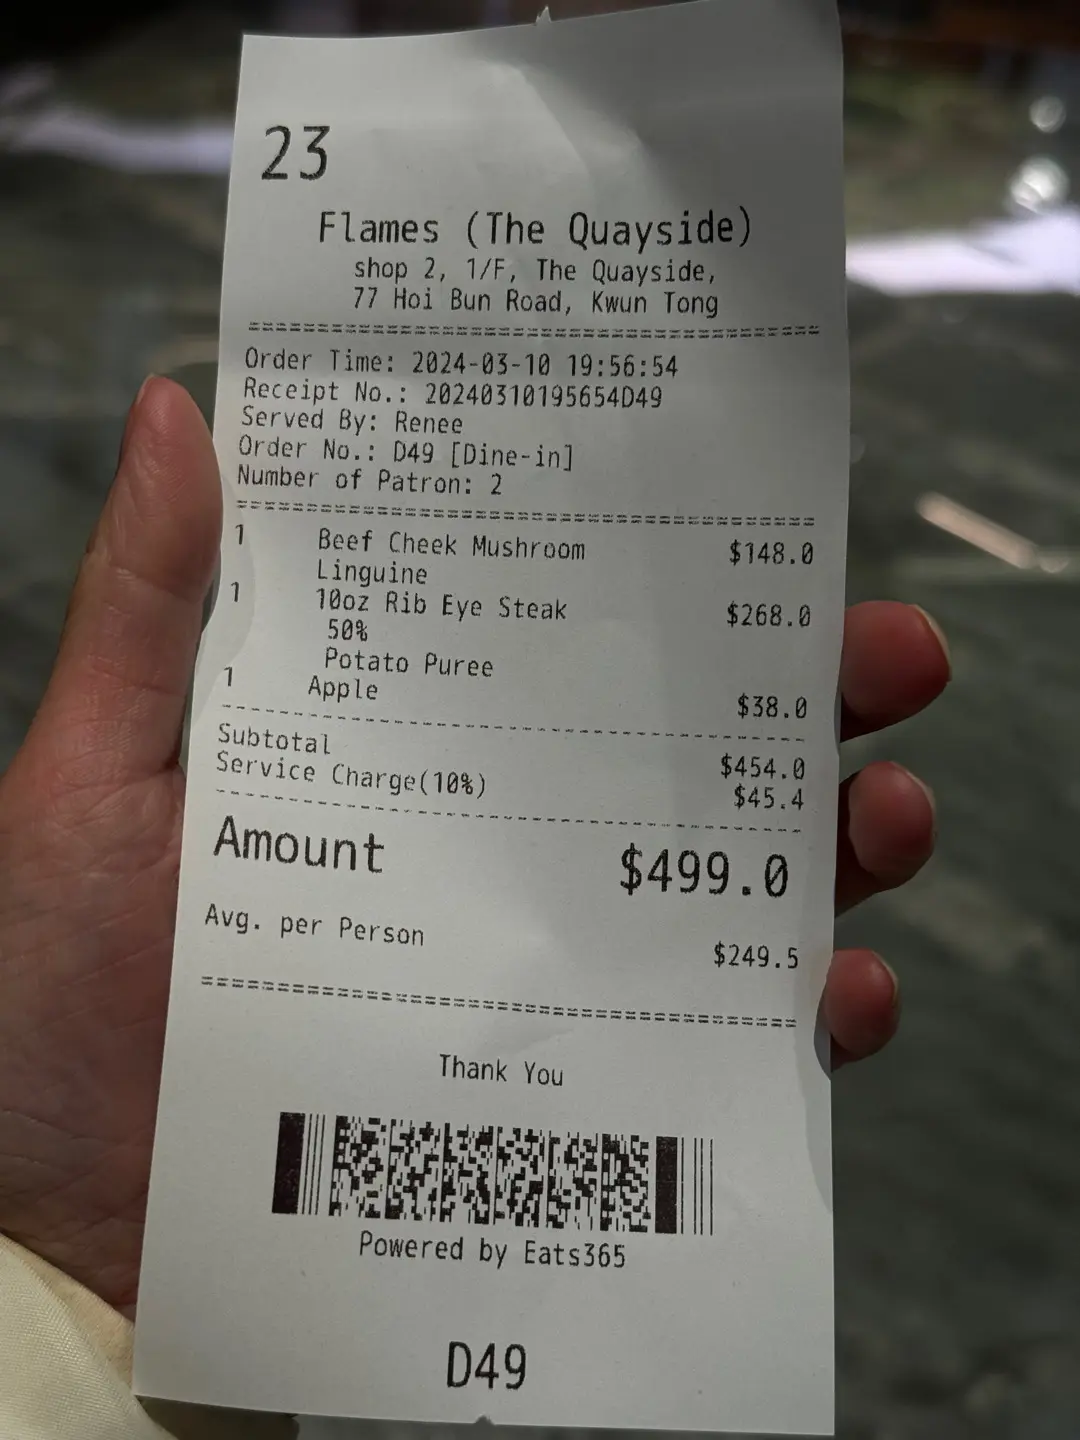 23
Flames (The Quayside)
shop 2, 1/F, The Quayside,
77 Hoi Bun Road, Kwun Tong
Order Time: 2024-03-10 19:56:54
Receipt No.: 20240310195654D49
Served By: Renee
Order No.: D49 [Dine-in]
Number of Patron: 2
1 Beef Cheek Mushroom $148.0
Linguine
1 10oz Rib Eye Steak $268.0
50%
Potato Puree
1 Apple $38.0
Subtotal $454.0
Service Charge(10%) $45.4
Amount $499.0
Avg. per Person $249.5
Thank You
Powered by Eats365
D49